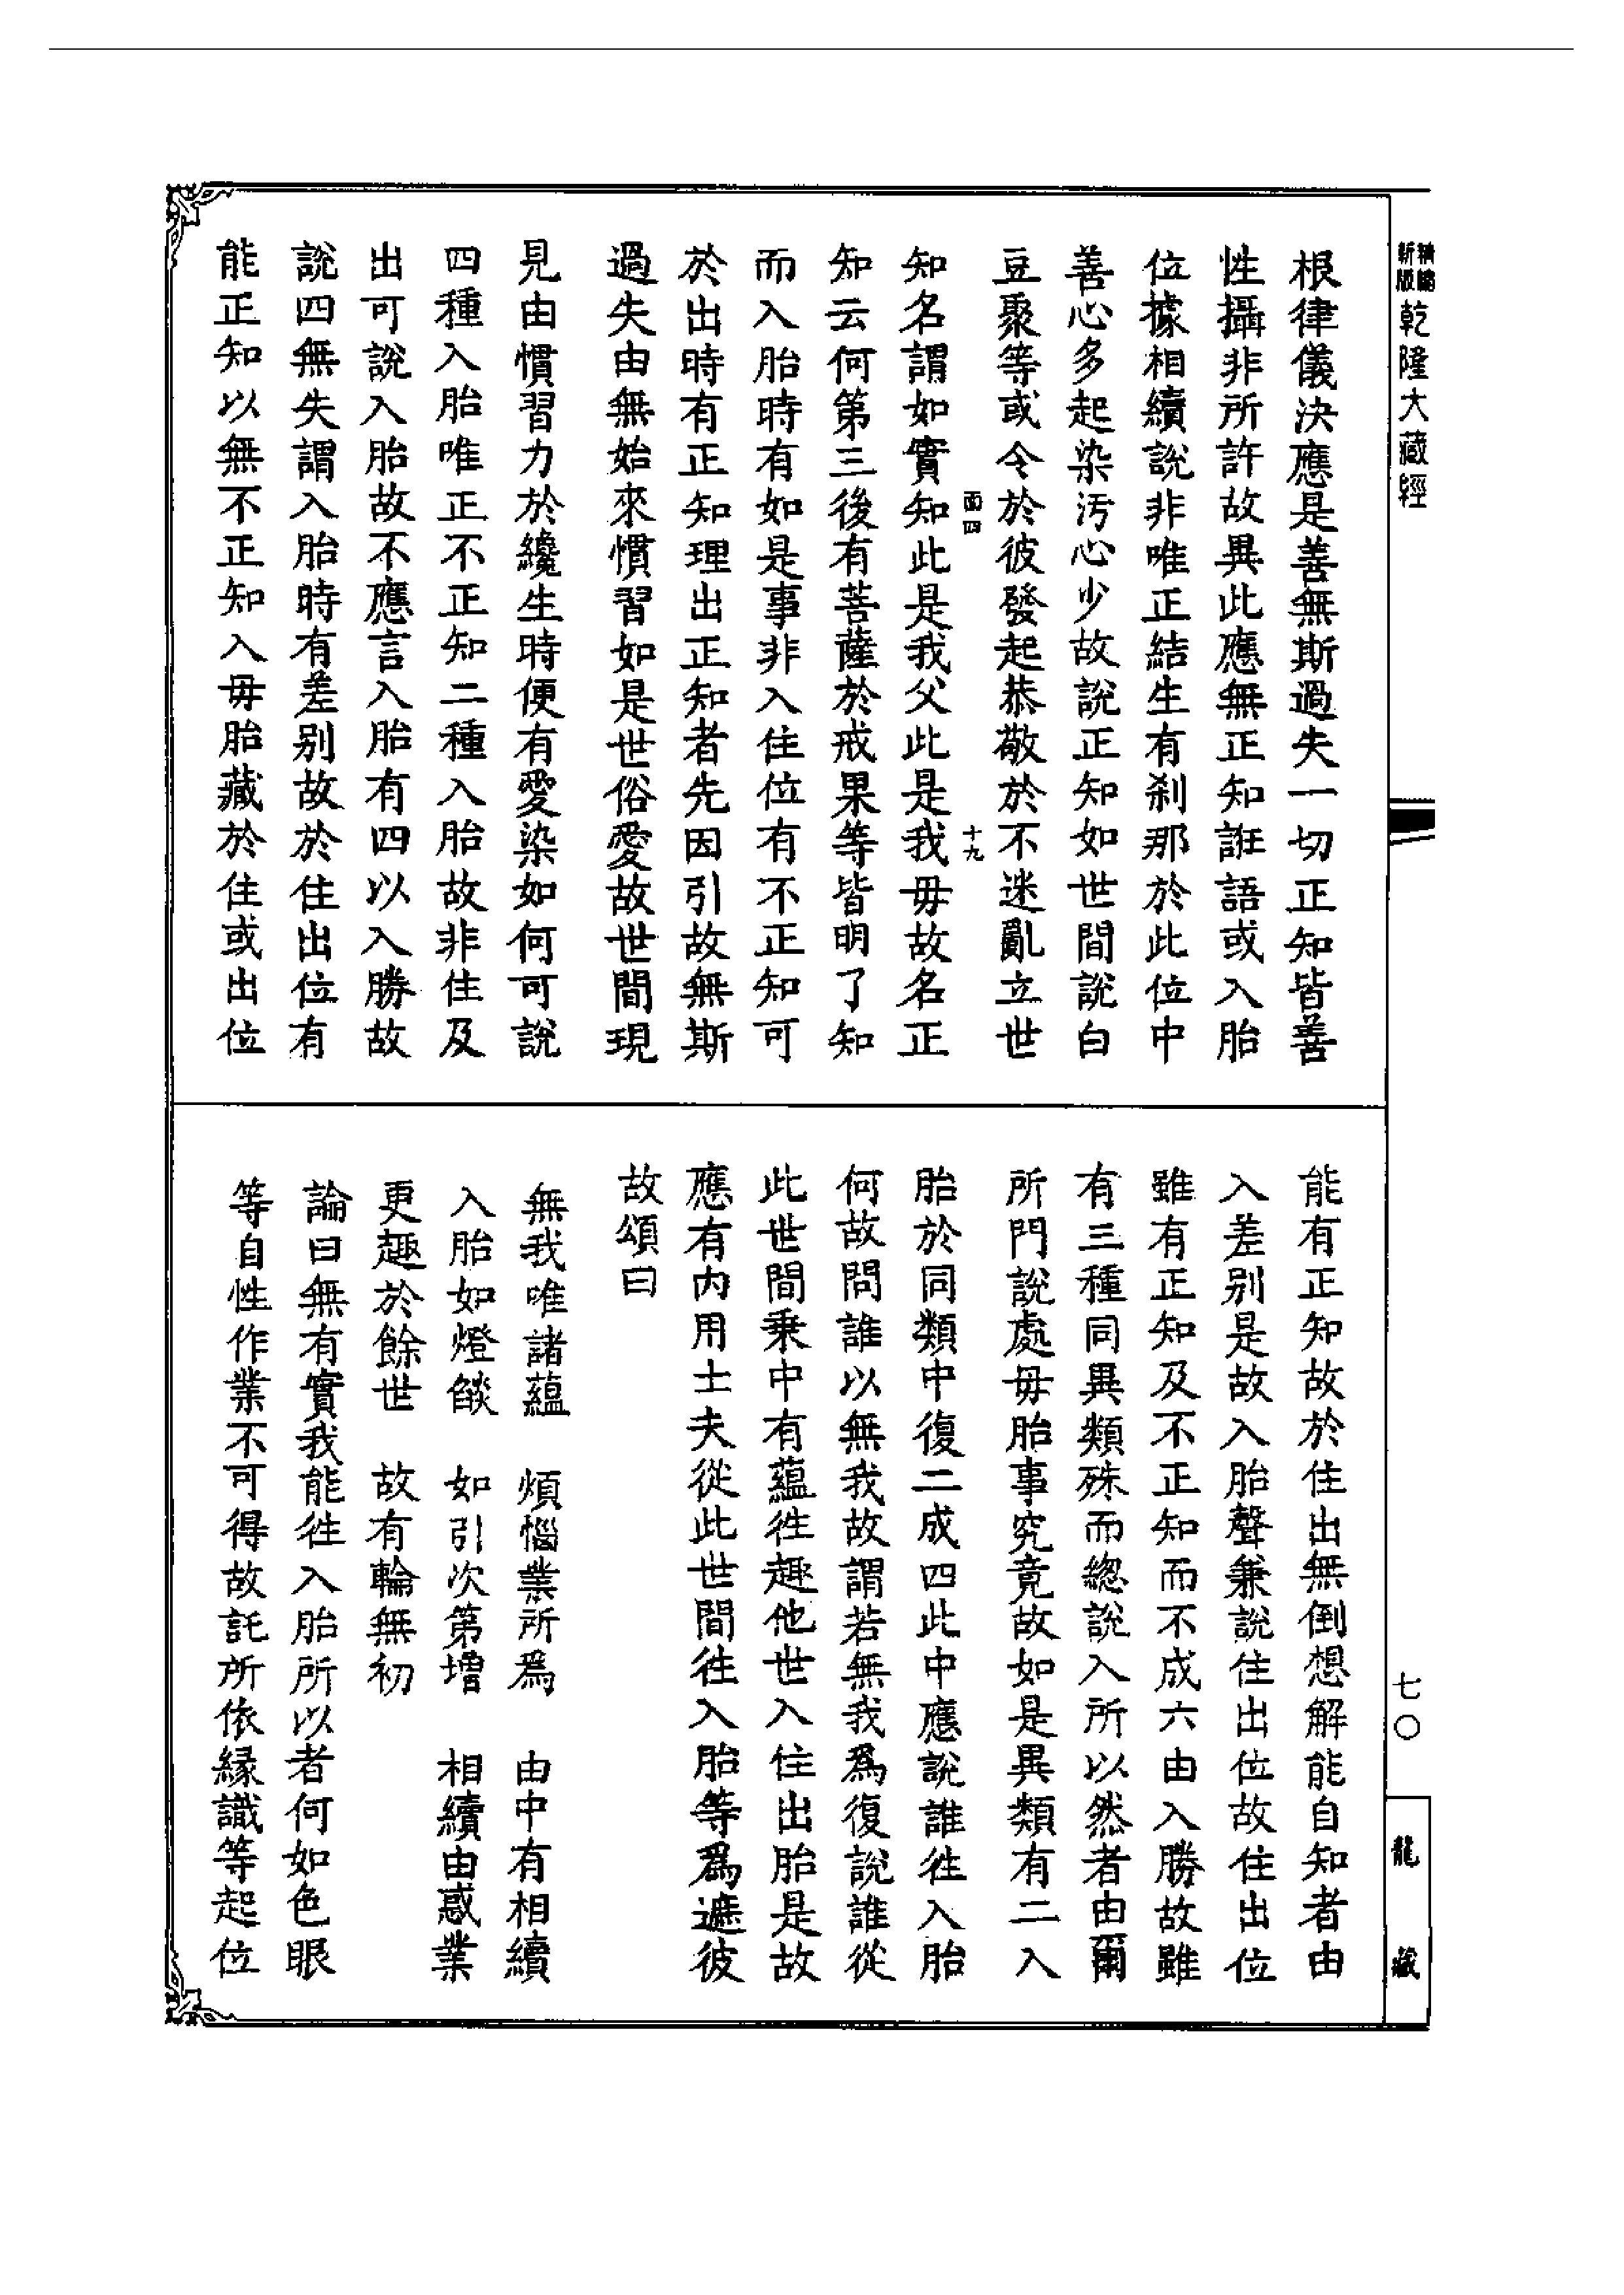 新版精縮乾隆大藏經
七〇
龍藏
根律儀決應是善無斯過失一切正知皆善
性攝非所許故異此應無正知誑語或入胎
位據相續說非唯正結生有剎那於此位中
善心多起染污心少故說正知如世間說白
豆聚等或令於彼發起恭敬於不迷亂立世
面四
十九
知名謂如實知此是我父此是我毋故名正
知云何第三後有菩薩於戒果等皆明了知
而入胎時有如是事非入住位有不正知可
於出時有正知理出正知者先因引故無斯
過失由無始來慣習如是世俗愛故世間現
見由慣習力於纔生時便有愛染如何可說
四種入胎唯正不正知二種入胎故非住及
出可說入胎故不應言入胎有四以入勝故
說四無失謂入胎時有差別故於住出位有
能正知以無不正知入毋胎藏於住或出位
能有正知故於住出無倒想解能自知者由
入差別是故入胎聲兼說住出位故住出位
雖有正知及不正知而不成六由入勝故雖
有三種同異類殊而總說入所以然者由爾
所門說處毋胎事究竟故如是異類有二入
胎於同類中復二成四此中應說誰徃入胎
何故問誰以無我故謂若無我爲復說誰從
此世間乘中有蘊徃趣他世入住出胎是故
應有內用士夫從此世間徃入胎等爲遮彼
故頌曰
無我唯諸蘊　煩惱業所爲　由中有相續
入胎如燈燄　如引次第增　相續由惑業
更趣於餘世　故有輪無初
論曰無有實我能徃入胎所以者何如色眼
等自性作業不可得故託所依緣識等起位